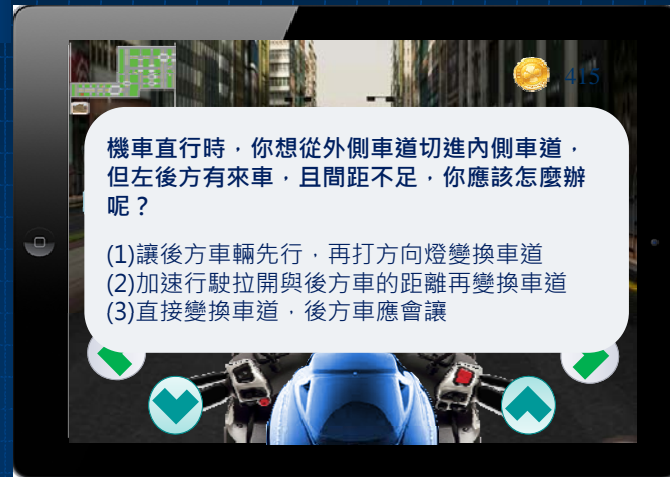 415
機車直行時，你想從外側車道切進內側車道，
但左後方有來車，且間距不足，你應該怎麼辦
呢？
(1)讓後方車輛先行，再打方向燈變換車道
(2)加速行駛拉開與後方車的距離再變換車道
(3)直接變換車道，後方車應會讓